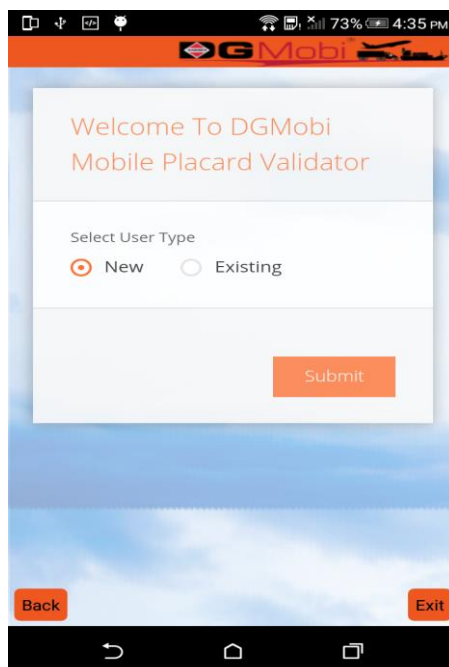 73% 4:35 PM
DGMobi
Welcome To DGMobi
Mobile Placard Validator
Select User Type
New Existing
Submit
Back Exit